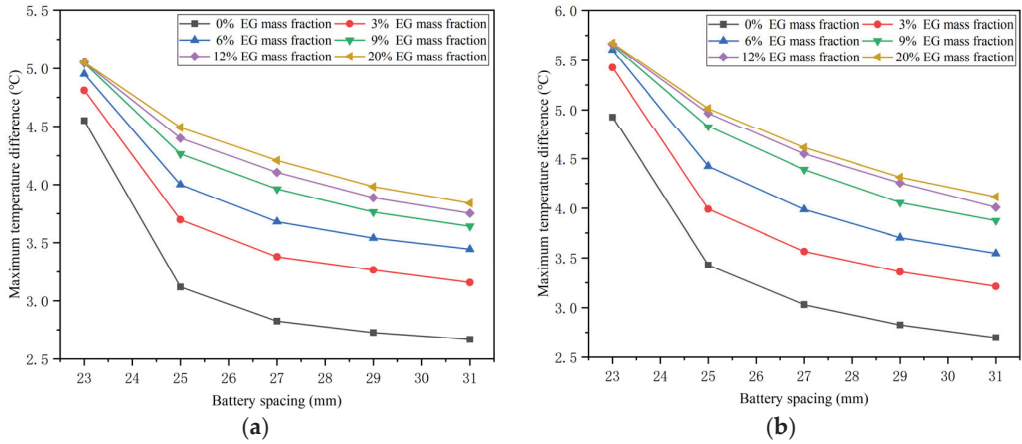 5.5
5.0
4.5
4.0
3.5
3.0
2.5
Maximum temperature difference (℃)
0% EG mass fraction 3% EG mass fraction
6% EG mass fraction 9% EG mass fraction
12% EG mass fraction 20% EG mass fraction
23 24 25 26 27 28 29 30 31
Battery spacing (mm)
(a)
6.0
5.5
5.0
4.5
4.0
3.5
3.0
2.5
Maximum temperature difference (℃)
0% EG mass fraction 3% EG mass fraction
6% EG mass fraction 9% EG mass fraction
12% EG mass fraction 20% EG mass fraction
23 24 25 26 27 28 29 30 31
Battery spacing (mm)
(b)